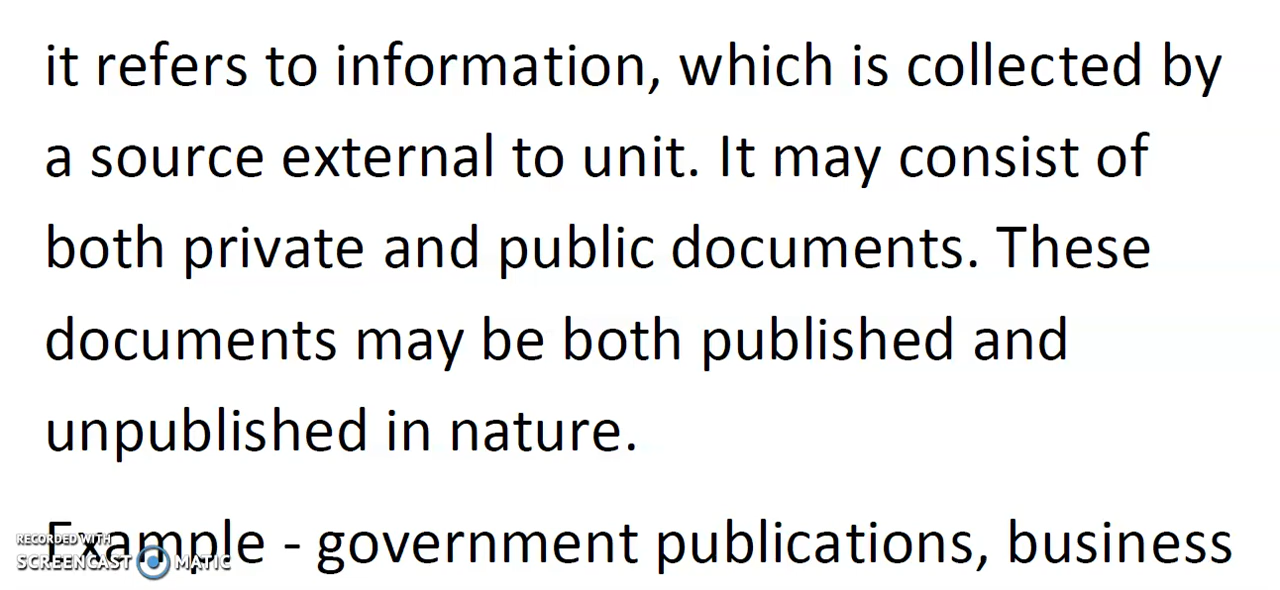 it refers to information, which is collected by
a source external to unit. It may consist of
both private and public documents. These
documents may be both published and
unpublished in nature.
Example - government publications, business
RECORDED WITH
SCREENCAST MATIC